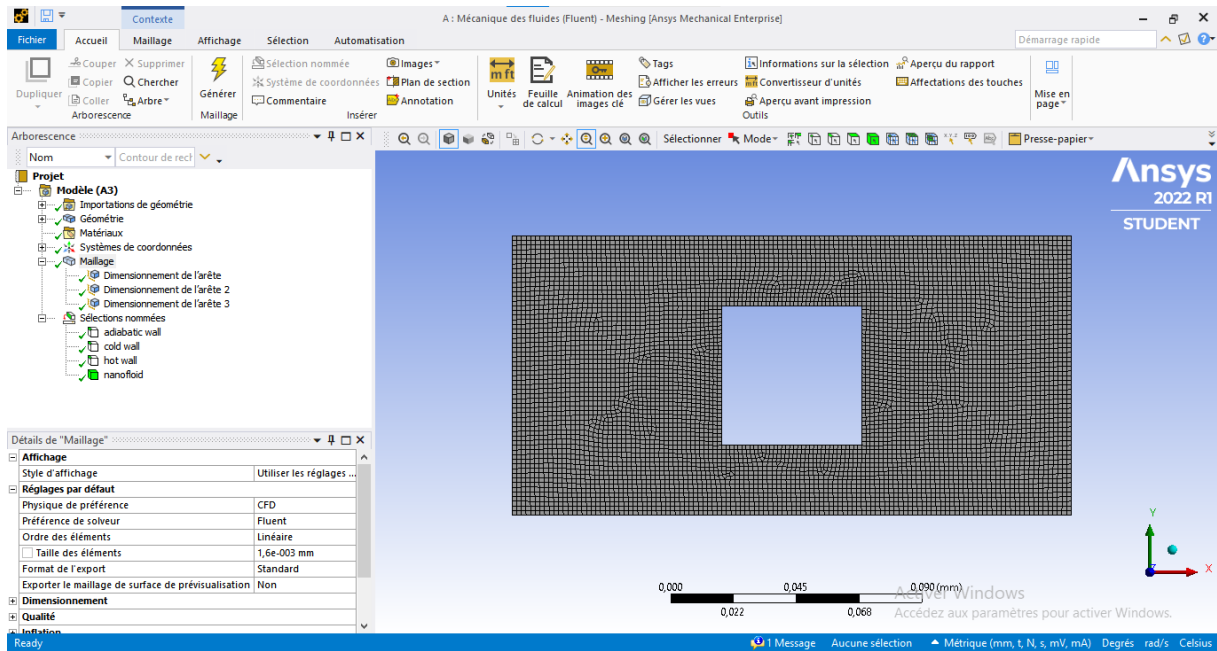 Contexte
A : Mécanique des fluides (Fluent) - Meshing [Ansys Mechanical Enterprise]
Fichier Accueil Maillage Affichage Sélection Automatisation Démarrage rapide
Dupliquer
Couper Supprimer
Copier Chercher
Coller Arbre
Arborescence
Générer
Maillage
Sélection nommée Images
Système de coordonnées Plan de section
Commentaire Annotation
Insérer
Unités
Feuille de calcul
Animation des images clé
Tags Informations sur la sélection Aperçu du rapport
Afficher les erreurs Convertisseur d'unités Affectations des touches
Gérer les vues Aperçu avant impression
Outils
Mise en page
Arborescence
Sélectionner Mode Presse-papier
Nom Contour de rect
Projet
Modèle (A3)
Importations de géométrie
Géométrie
Matériaux
Systèmes de coordonnées
Maillage
Dimensionnement de l'arête
Dimensionnement de l'arête 2
Dimensionnement de l'arête 3
Sélections nommées
adiabatic wall
cold wall
hot wall
nanofloid
Détails de "Maillage"
Affichage
Style d'affichage Utiliser les réglages ...
Réglages par défaut
Physique de préférence CFD
Préférence de solveur Fluent
Ordre des éléments Linéaire
Taille des éléments 1,6e-003 mm
Format de l'export Standard
Exporter le maillage de surface de prévisualisation Non
Dimensionnement
Qualité
Inflation
Ansys
2022 R1
STUDENT
Y
X
Z
0,000 0,045 0,090 (mm)
0,022 0,068
Activer Windows
Accédez aux paramètres pour activer Windows.
Ready 1 Message Aucune sélection Métrique (mm, t, N, s, mV, mA) Degrés rad/s Celsius